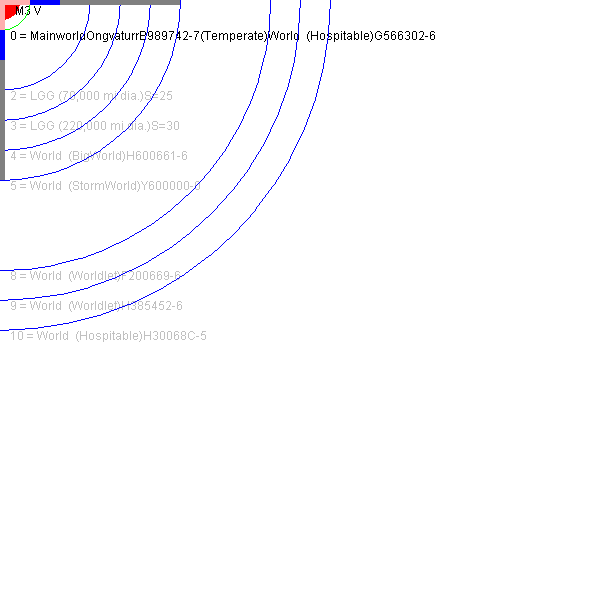 M3 V
0 = MainworldOngvaturrB989742-7(Temperate)World  (Hospitable)G566302-6
2 = LGG (70,000 mi dia.)S=25
3 = LGG (220,000 mi dia.)S=30
4 = World  (BigWorld)H600661-6
5 = World  (StormWorld)Y600000-0
8 = World  (Worldlet)F200669-6
9 = World  (Worldlet)H385452-6
10 = World  (Hospitable)H30068C-5